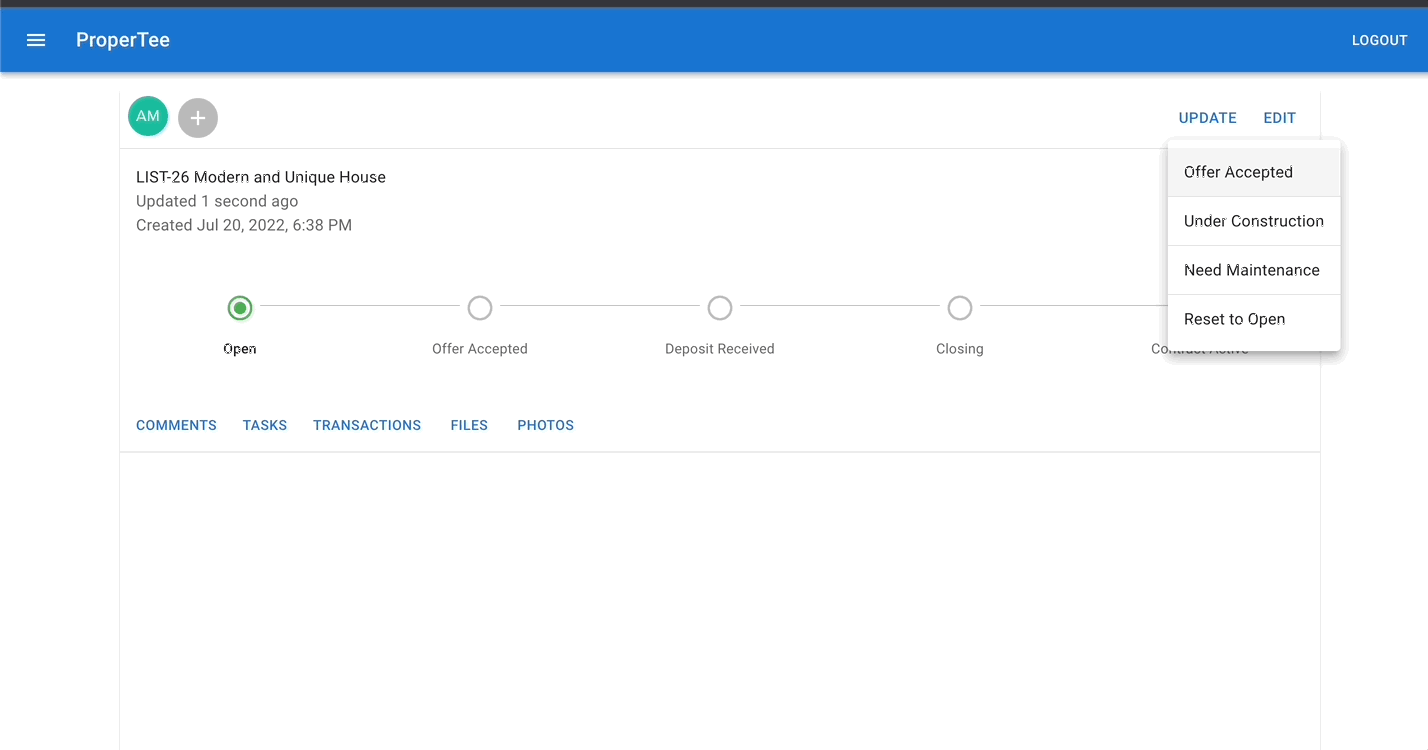 ProperTee
LOGOUT
AM
UPDATE
EDIT
LIST-26 Modern and Unique House
Updated 1 second ago
Created Jul 20, 2022, 6:38 PM
Offer Accepted
Under Construction
Need Maintenance
Reset to Open
Open
Offer Accepted
Deposit Received
Closing
Contract Active
COMMENTS
TASKS
TRANSACTIONS
FILES
PHOTOS